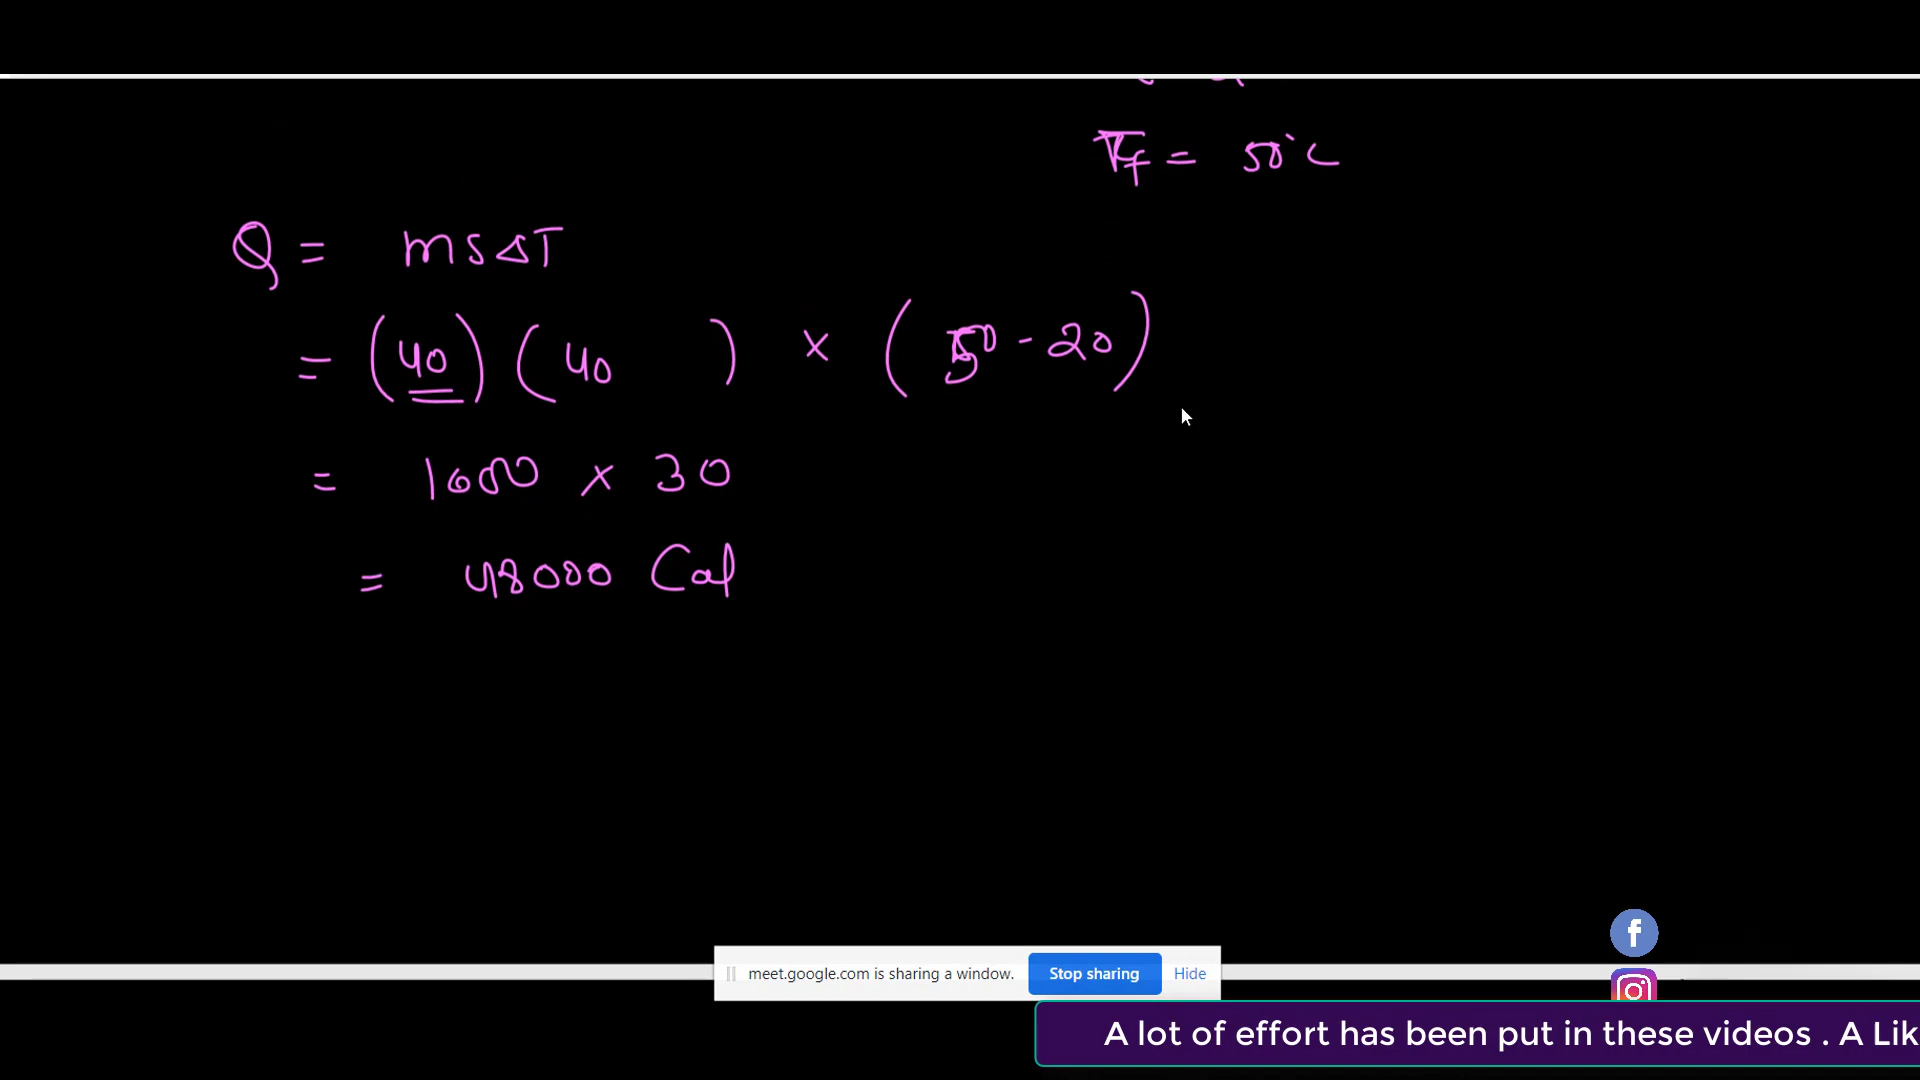 Tf = 50°C
Q = msΔT
= (40) (40 ) × (50 - 20)
= 1600 × 30
= 48000 Cal
meet.google.com is sharing a window. Stop sharing Hide
f
A lot of effort has been put in these videos . A Lik